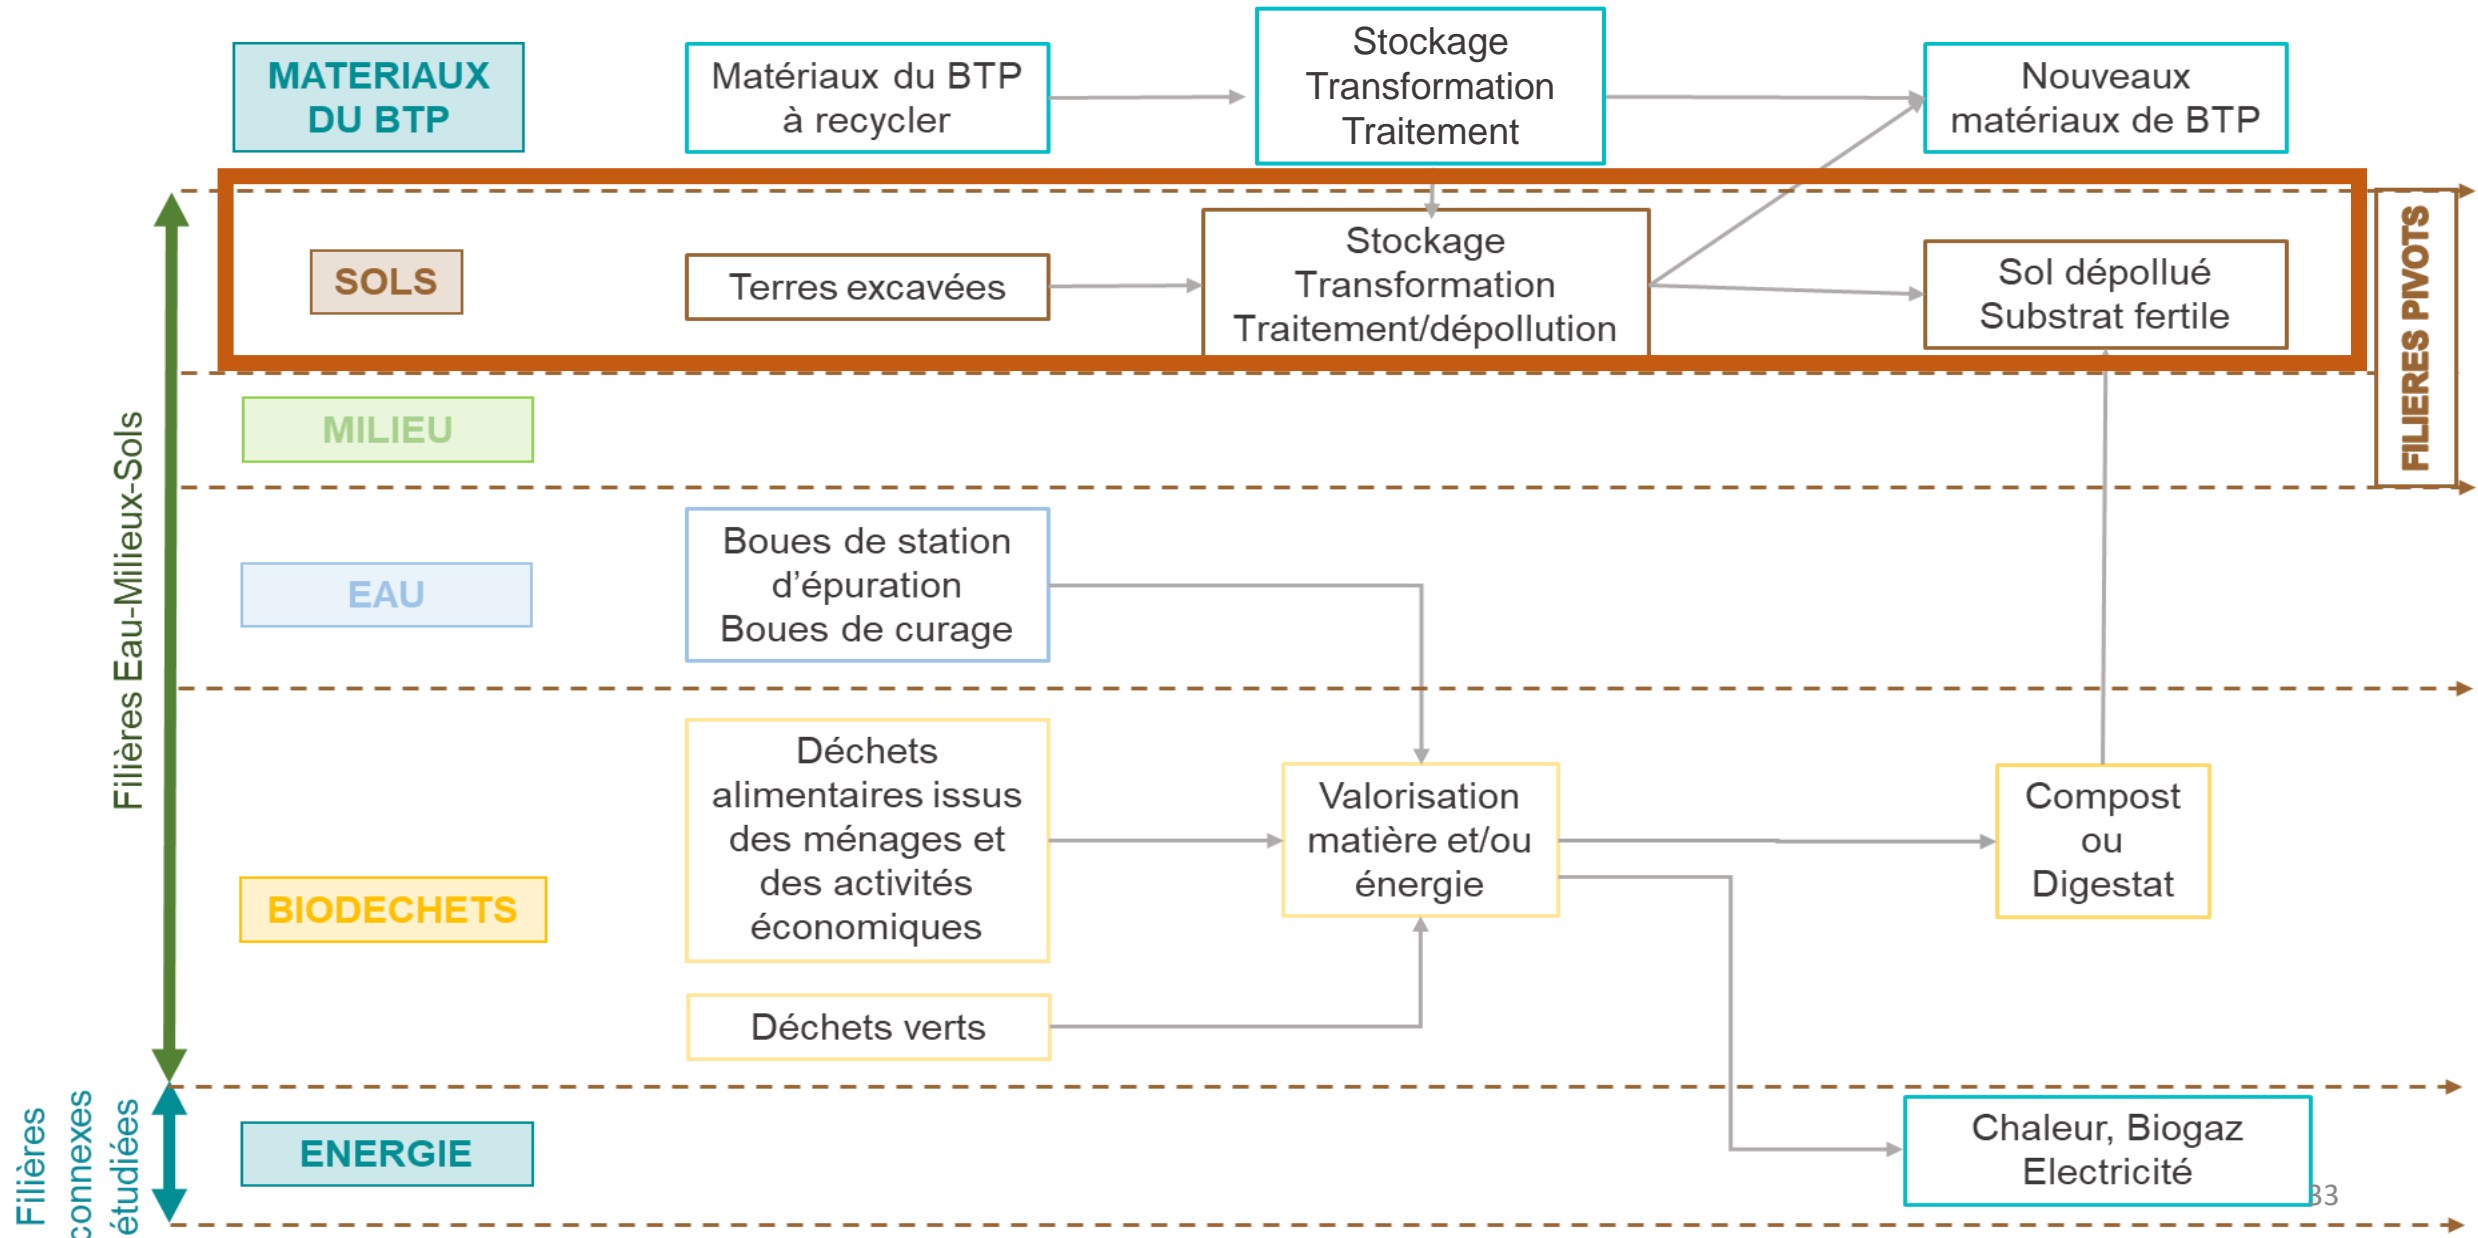 MATERIAUX
DU BTP
Matériaux du BTP
à recycler
Stockage
Transformation
Traitement
Nouveaux
matériaux de BTP
SOLS
Terres excavées
Stockage
Transformation
Traitement/dépollution
Sol dépollué
Substrat fertile
FILIERES PIVOTS
Filières Eau-Milieux-Sols
MILIEU
EAU
Boues de station
d’épuration
Boues de curage
BIODECHETS
Déchets
alimentaires issus
des ménages et
des activités
économiques
Déchets verts
Valorisation
matière et/ou
énergie
Compost
ou
Digestat
Filières
connexes
étudiées
ENERGIE
Chaleur, Biogaz
Electricité
33